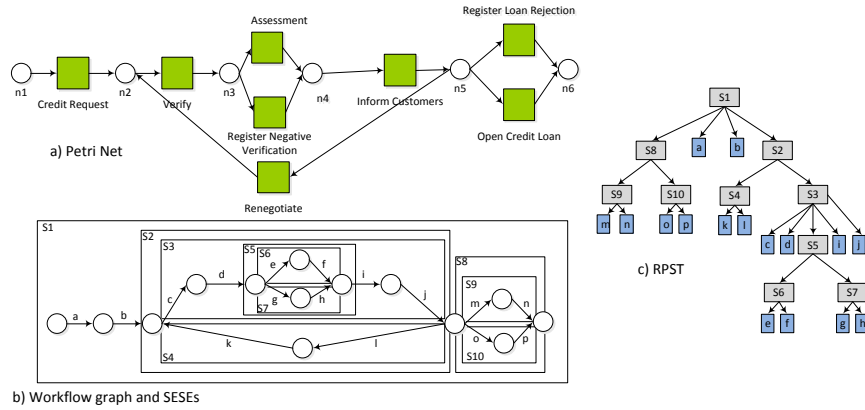 Assessment
Register Loan Rejection
n1
Credit Request
n2
Verify
n3
n4
Inform Customers
n5
n6
Register Negative
Verification
Open Credit Loan
a) Petri Net
Renegotiate
S1
S2
S3
S5
S6
S7
S4
S8
S9
S10
a
b
c
d
e
f
g
h
i
j
k
l
m
n
o
p
b) Workflow graph and SESEs
S1
S8
a
b
S2
S9
S10
S4
S3
m
n
o
p
k
l
c
d
i
j
S5
c) RPST
S6
S7
e
f
g
h